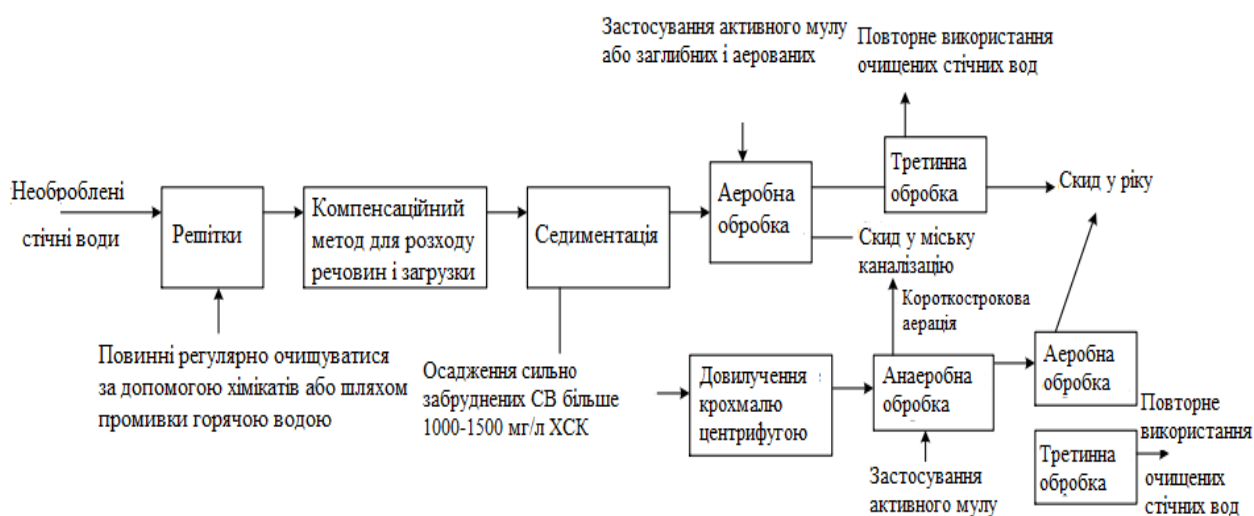 Застосування активного мулу
або заглибних і аерованих
Повторне використання
очищених стічних вод
Необроблені
стічні води
Решітки
Компенсаційний
метод для розходу
речовин і загрузки
Седиментація
Аеробна
обробка
Третинна
обробка
Скид у ріку
Скид у міську
каналізацію
Короткострокова
аерація
Повинні регулярно очищуватися
за допомогою хімікатів або шляхом
промивки горячою водою
Осадження сильно
забруднених СВ більше
1000-1500 мг/л ХСК
Довилучення
крохмалю
центрифугою
Анаеробна
обробка
Застосування
активного мулу
Аеробна
обробка
Третинна
обробка
Повторне
використання
очищених
стічних вод